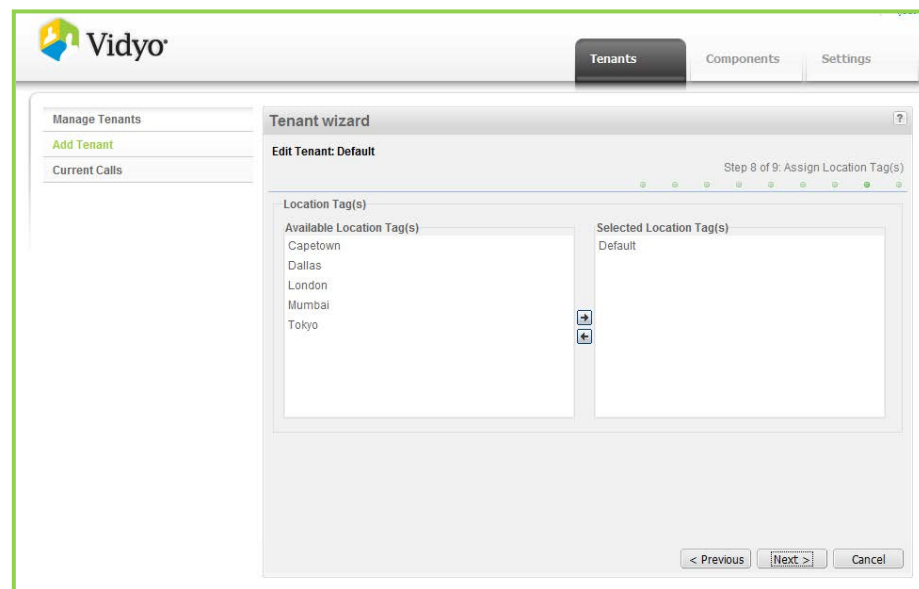 Vidyo
Tenants Components Settings
Manage Tenants
Add Tenant
Current Calls
Tenant wizard ?
Edit Tenant: Default
Step 8 of 9: Assign Location Tag(s)
Location Tag(s)
Available Location Tag(s)
Capetown
Dallas
London
Mumbai
Tokyo
Selected Location Tag(s)
Default
< Previous Next > Cancel